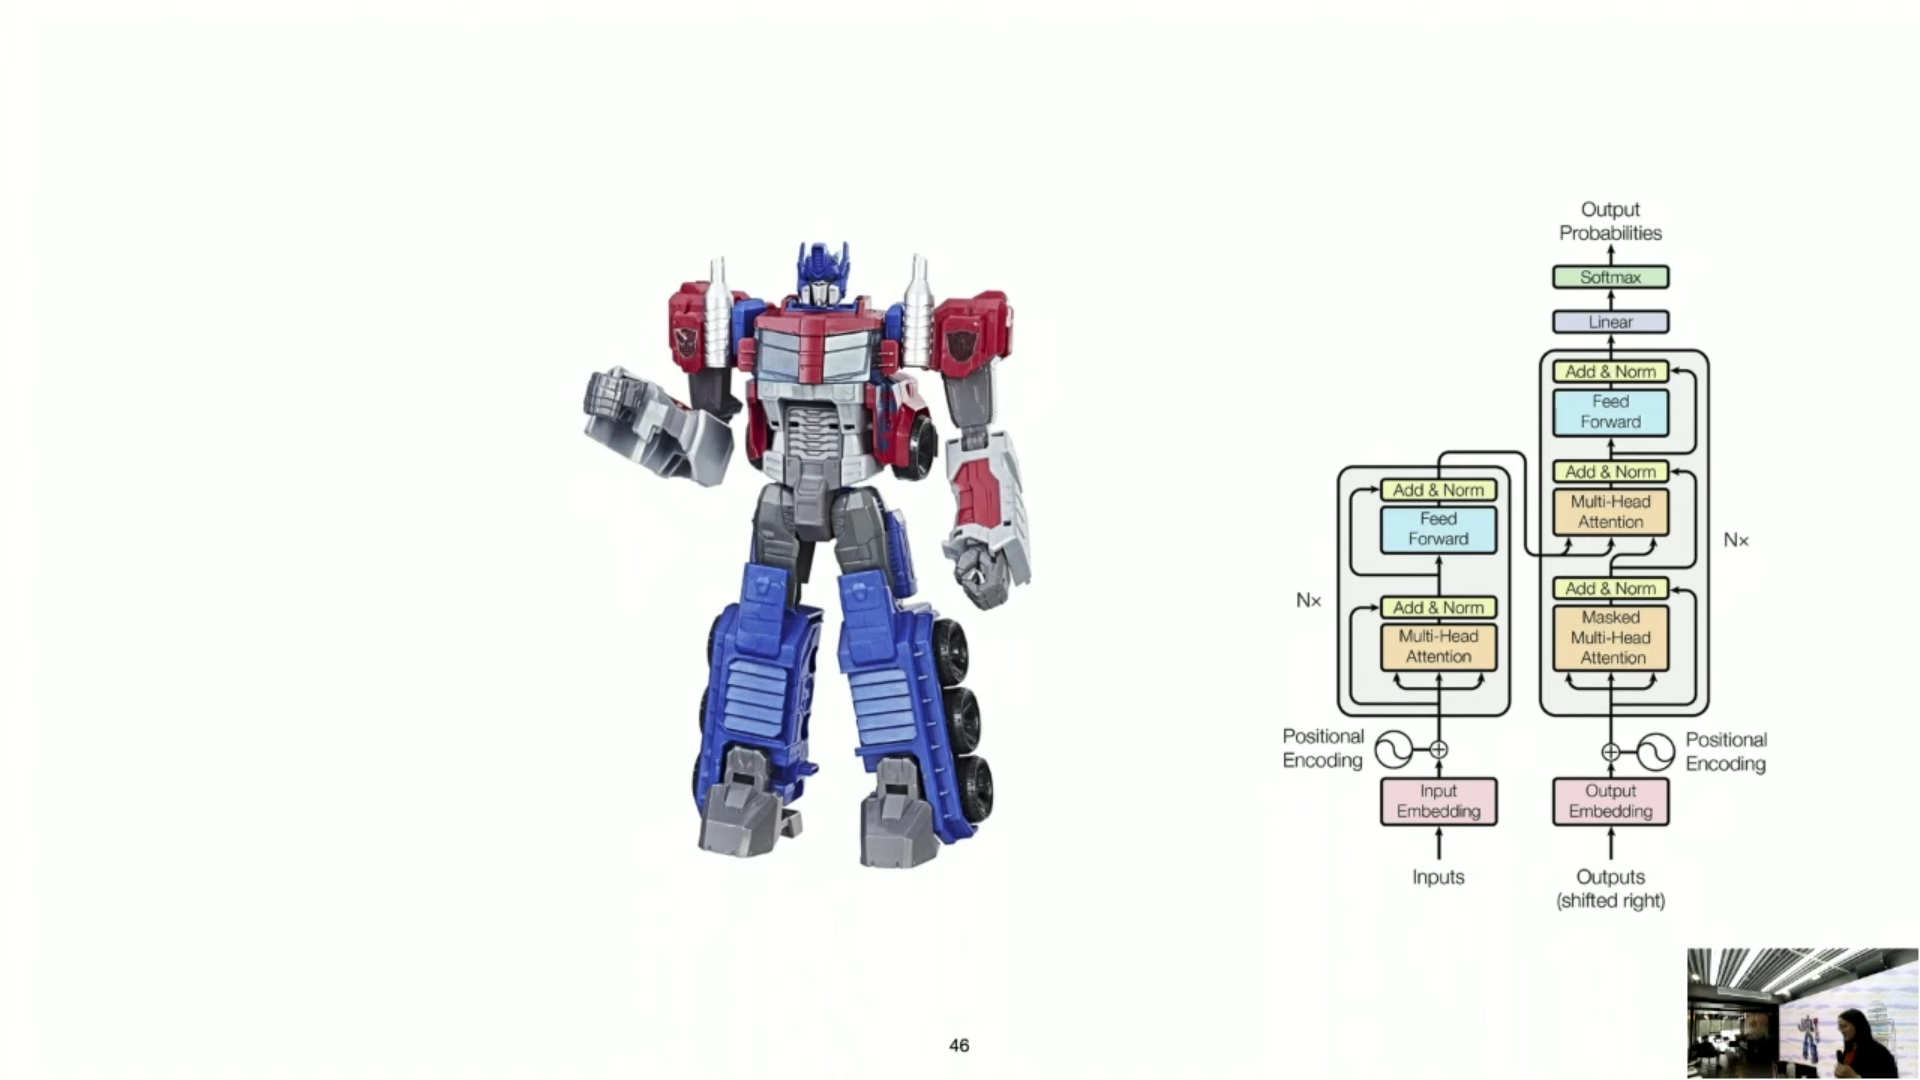 Output
Probabilities
Softmax
Linear
Add & Norm
Feed
Forward
Add & Norm
Multi-Head
Attention
Nx
Add & Norm
Masked
Multi-Head
Attention
Add & Norm
Feed
Forward
Nx
Add & Norm
Multi-Head
Attention
Positional
Encoding
Positional
Encoding
Input
Embedding
Output
Embedding
Inputs
Outputs
(shifted right)
46